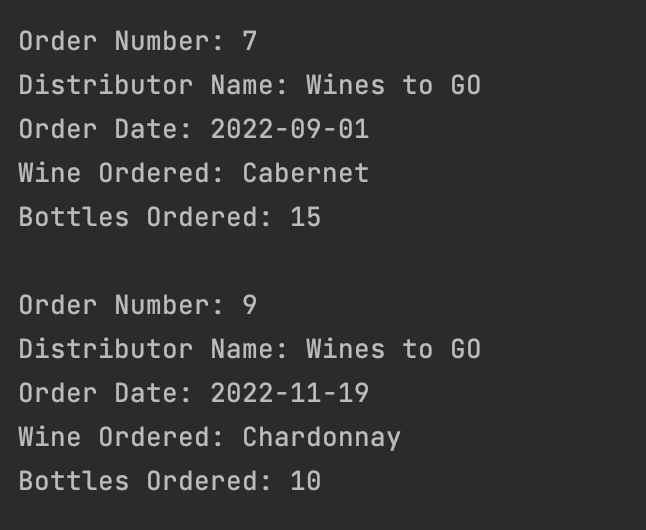 Order Number: 7
Distributor Name: Wines to GO
Order Date: 2022-09-01
Wine Ordered: Cabernet
Bottles Ordered: 15
Order Number: 9
Distributor Name: Wines to GO
Order Date: 2022-11-19
Wine Ordered: Chardonnay
Bottles Ordered: 10